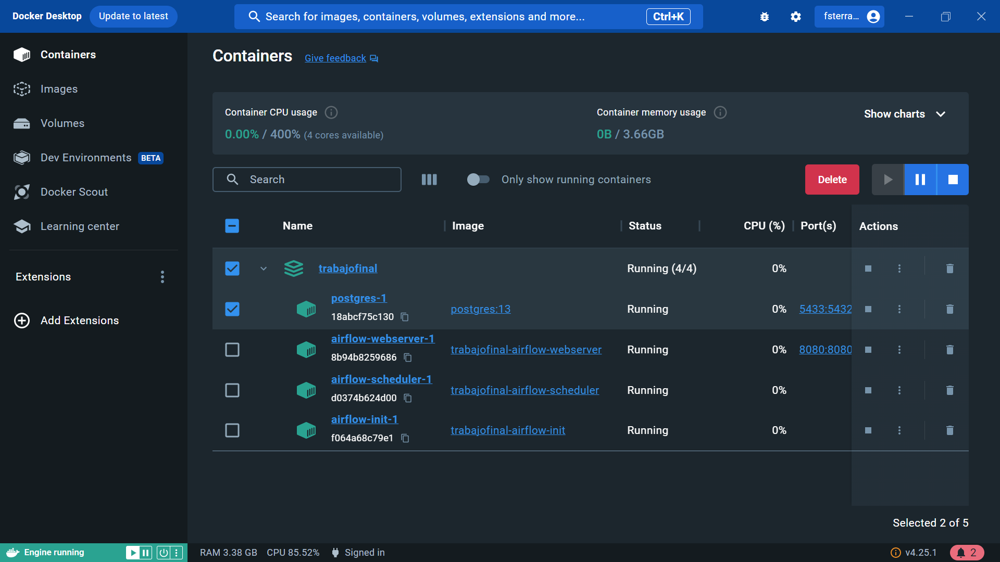 Docker Desktop
Update to latest
Search for images, containers, volumes, extensions and more...
Ctrl+K
fsterra...
Containers
Images
Volumes
Dev Environments BETA
Docker Scout
Learning center
Extensions
Add Extensions
Containers
Give feedback
Container CPU usage
0.00% / 400% (4 cores available)
Container memory usage
0B / 3.66GB
Show charts
Search
Only show running containers
Delete
Name Image Status CPU (%) Port(s) Actions
trabajofinal Running (4/4) 0%
postgres-1
18abcf75c130
postgres:13 Running 0% 5433:5432
airflow-webserver-1
8b94b8259686
trabajofinal-airflow-webserver Running 0% 8080:8080
airflow-scheduler-1
d0374b624d00
trabajofinal-airflow-scheduler Running 0%
airflow-init-1
f064a68c79e1
trabajofinal-airflow-init Running 0%
Selected 2 of 5
Engine running
RAM 3.38 GB CPU 85.52% Signed in
v4.25.1
2